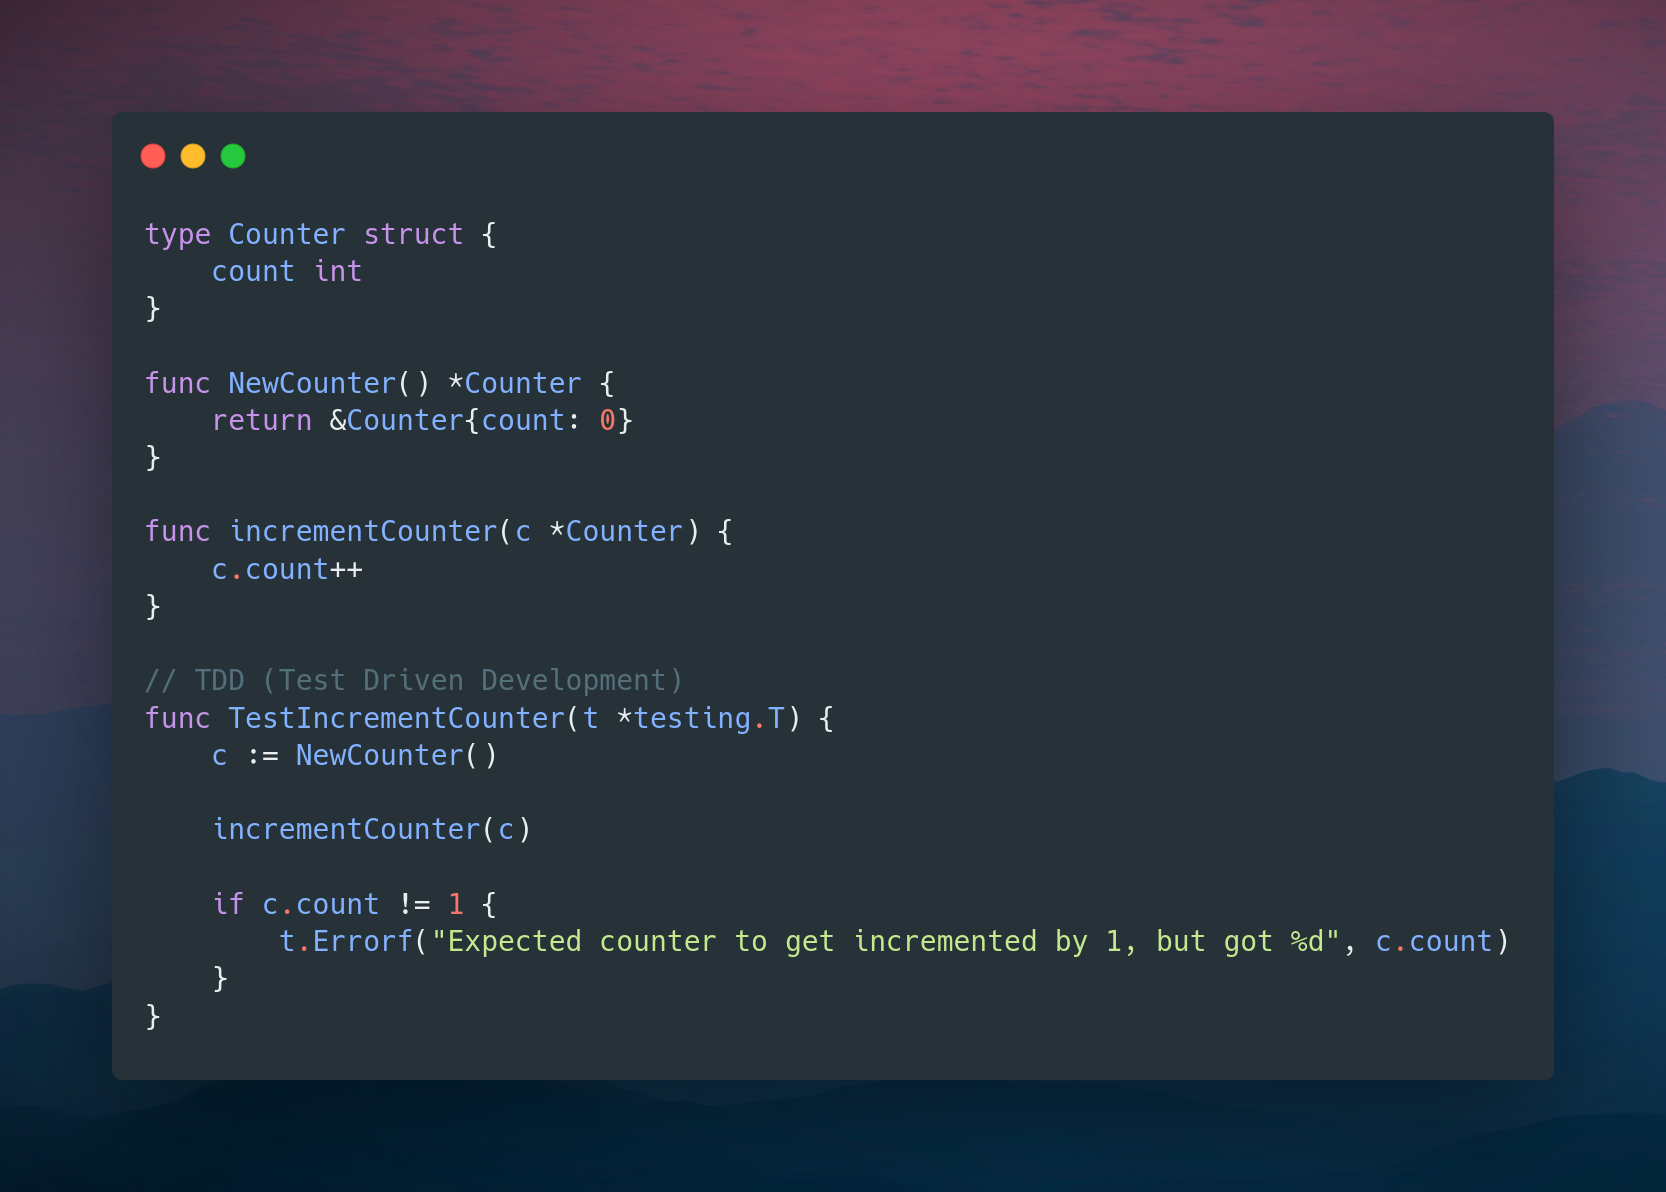 type Counter struct {
    count int
}

func NewCounter() *Counter {
    return &Counter{count: 0}
}

func incrementCounter(c *Counter) {
    c.count++
}

// TDD (Test Driven Development)
func TestIncrementCounter(t *testing.T) {
    c := NewCounter()

    incrementCounter(c)

    if c.count != 1 {
        t.Errorf("Expected counter to get incremented by 1, but got %d", c.count)
    }
}